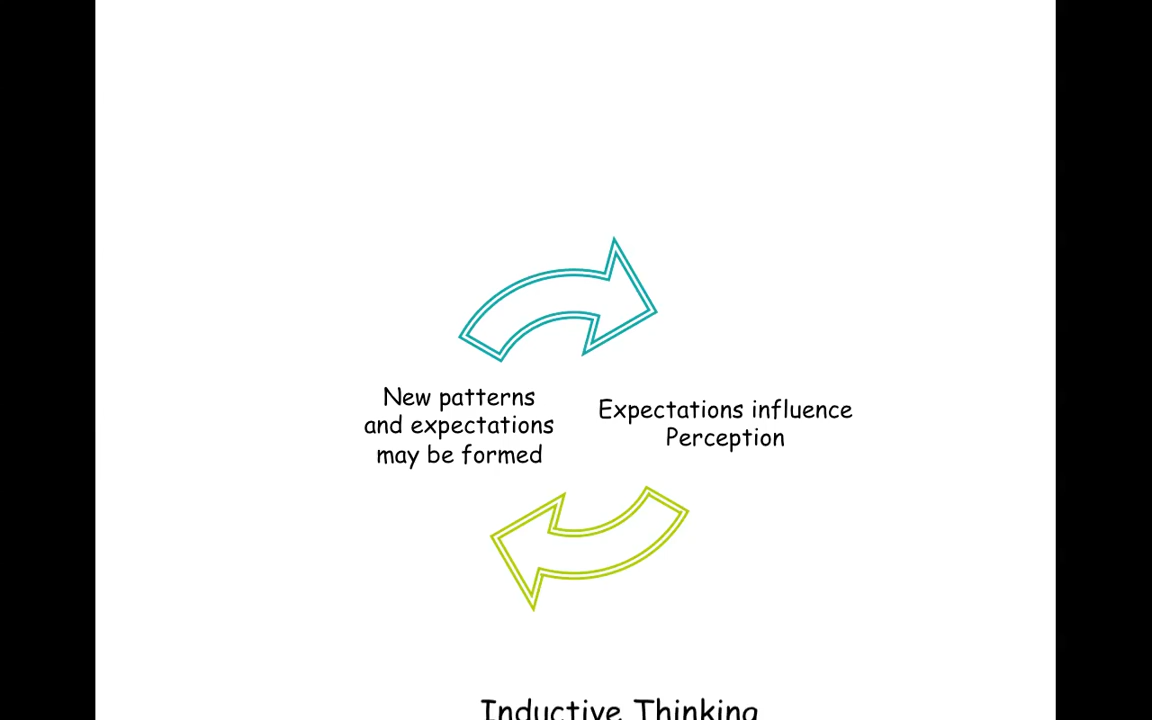 New patterns
and expectations
may be formed
Expectations influence
Perception
Inductive Thinking